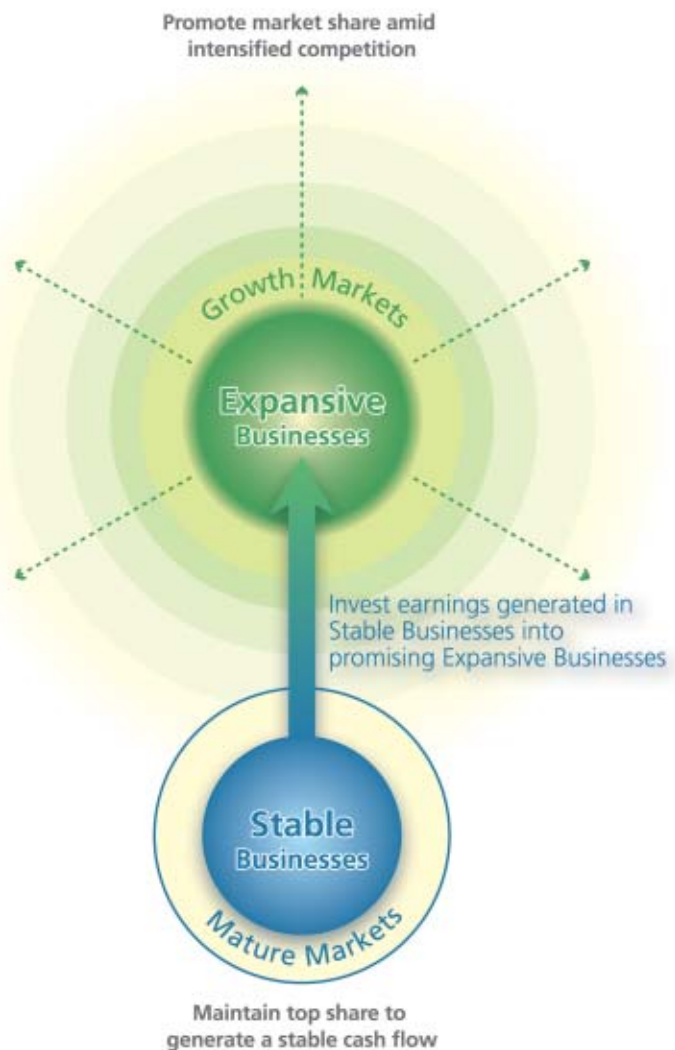 Promote market share amid
intensified competition
Growth Markets
Expansive
Businesses
Invest earnings generated in
Stable Businesses into
promising Expansive Businesses
Stable
Businesses
Mature Markets
Maintain top share to
generate a stable cash flow